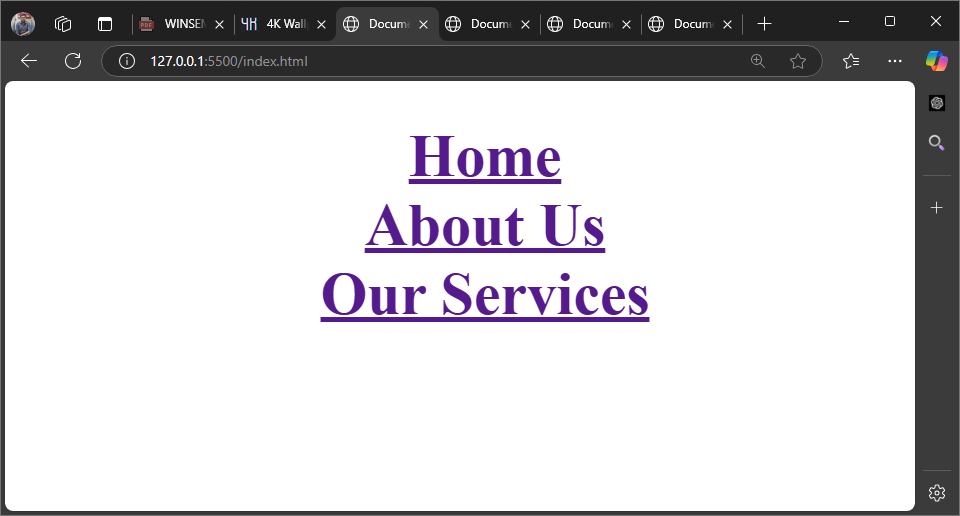 WINSEM
4K Wall
Docume
Docume
Docume
Docume
127.0.0.1:5500/index.html
Home
About Us
Our Services